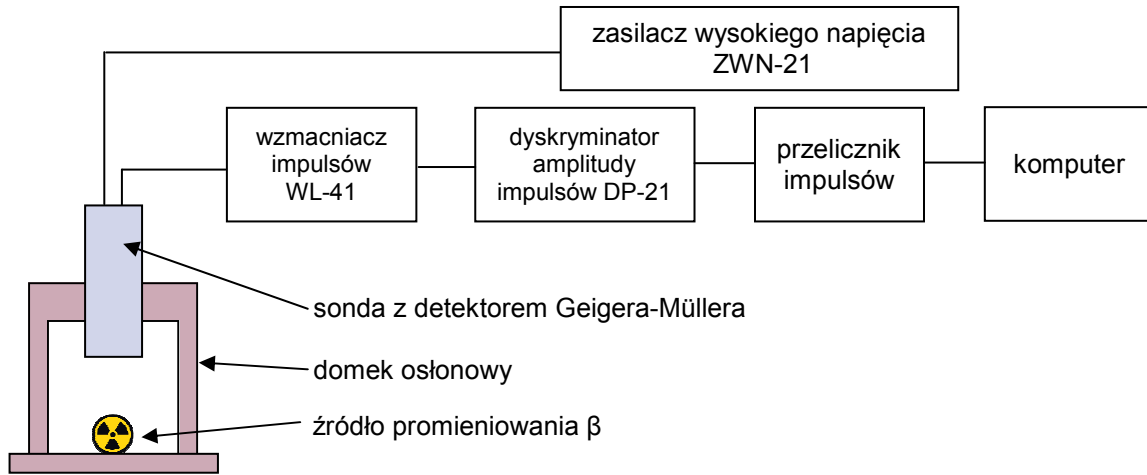 zasilacz wysokiego napięcia
ZWN-21
wzmacniacz
impulsów
WL-41
dyskryminator
amplitudy
impulsów DP-21
przelicznik
impulsów
komputer
sonda z detektorem Geigera-Müllera
domek osłonowy
źródło promieniowania β